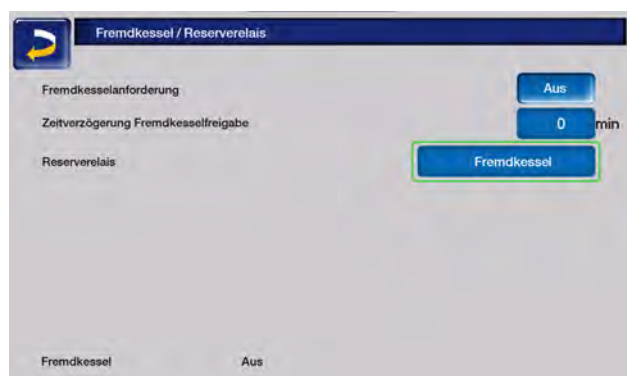 Fremdkessel / Reserverelais
Fremdkesselanforderung Aus
Zeitverzögerung Fremdkesselfreigabe 0 min
Reserverelais Fremdkessel
Fremdkessel Aus